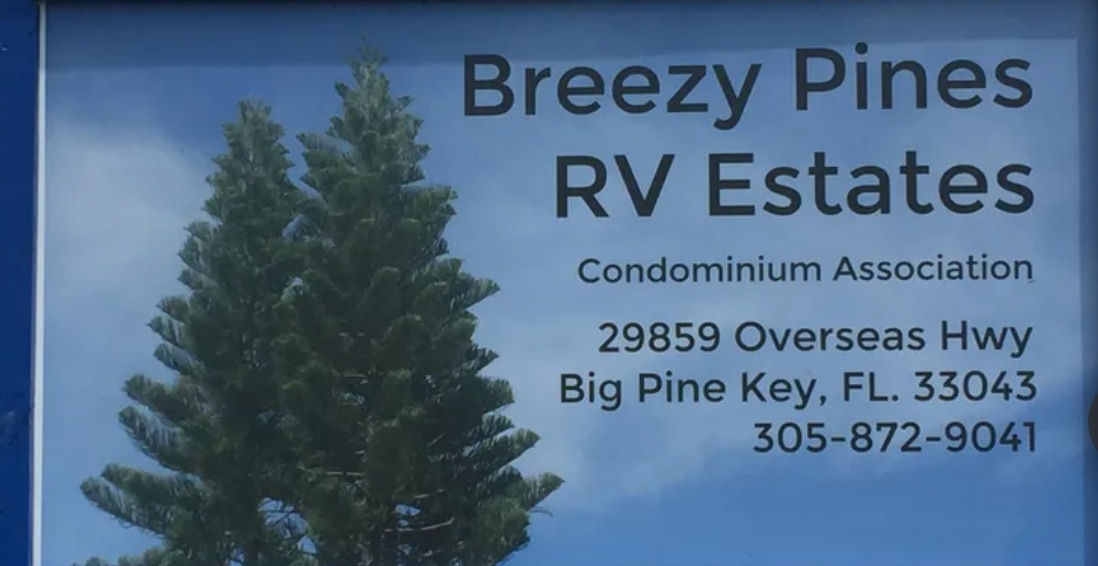 Breezy Pines
RV Estates
Condominium Association
29859 Overseas Hwy
Big Pine Key, FL. 33043
305-872-9041